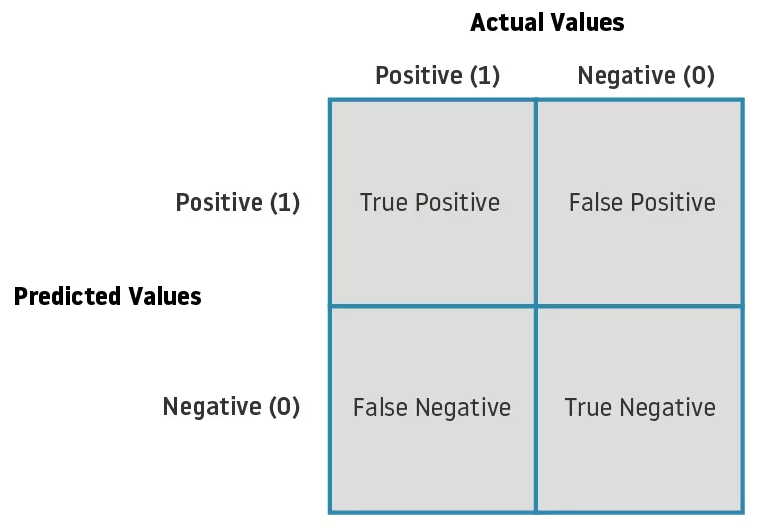 Actual Values
Positive (1) Negative (0)
Positive (1) True Positive False Positive
Predicted Values
Negative (0) False Negative True Negative